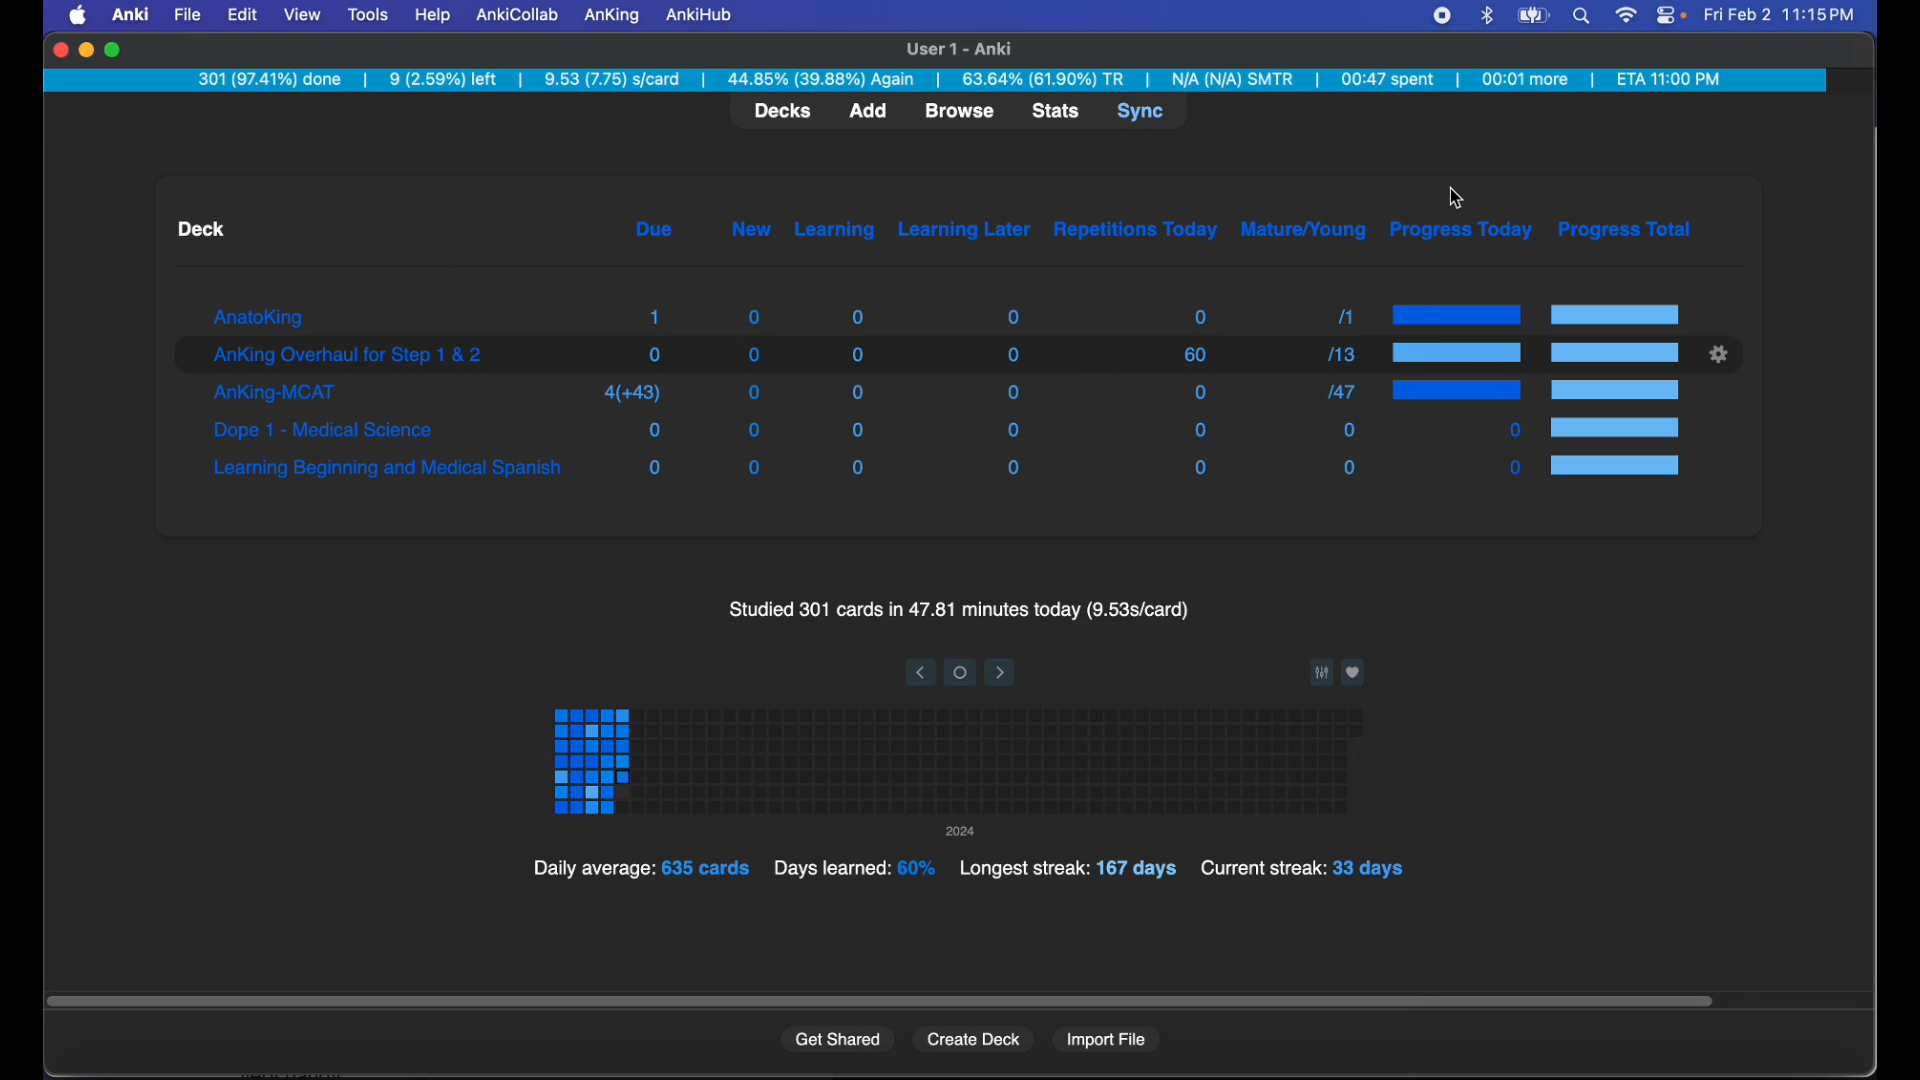 Anki File Edit View Tools Help AnkiCollab AnKing AnkiHub Fri Feb 2 11:15 PM
User 1 - Anki
301 (97.41%) done | 9 (2.59%) left | 9.53 (7.75) s/card | 44.85% (39.88%) Again | 63.64% (61.90%) TR | N/A (N/A) SMTR | 00:47 spent | 00:01 more | ETA 11:00 PM
Decks Add Browse Stats Sync
Deck Due New Learning Learning Later Repetitions Today Mature/Young Progress Today Progress Total
AnatoKing 1 0 0 0 0 /1
AnKing Overhaul for Step 1 & 2 0 0 0 0 60 /13
AnKing-MCAT 4(+43) 0 0 0 0 /47
Dope 1 - Medical Science 0 0 0 0 0 0 0
Learning Beginning and Medical Spanish 0 0 0 0 0 0 0
Studied 301 cards in 47.81 minutes today (9.53s/card)
2024
Daily average: 635 cards Days learned: 60% Longest streak: 167 days Current streak: 33 days
Get Shared Create Deck Import File